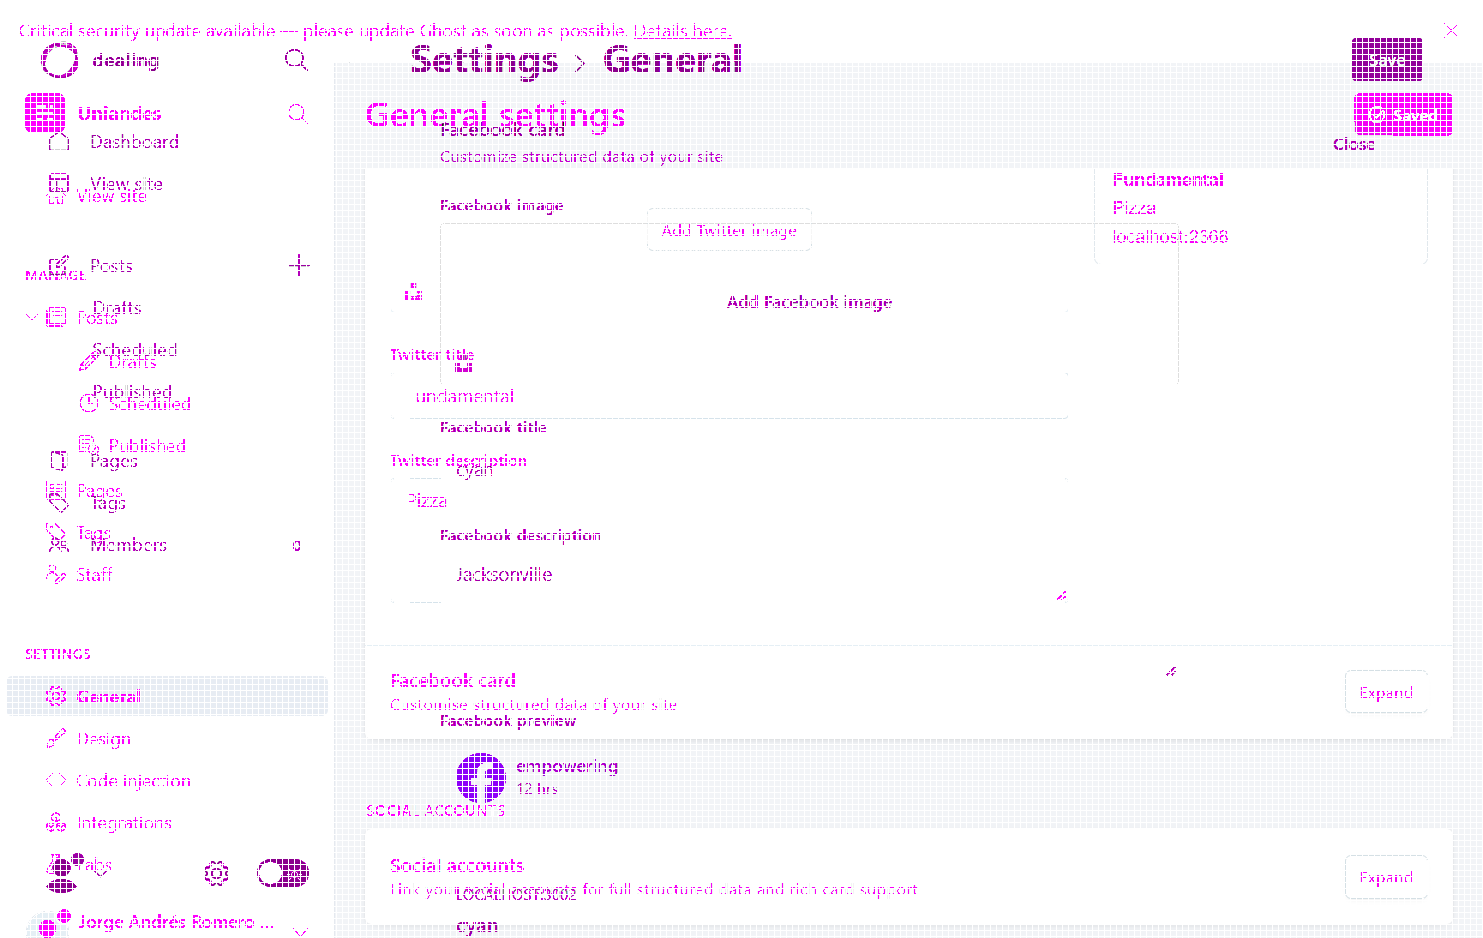 Critical security update available — please update Ghost as soon as possible. Details here.
dealing
Settings > General
Save
Uniandes
General settings
Saved
Facebook card
Dashboard
Close
Customize structured data of your site
View site
View site
Fundamental
Facebook image
Pizza
Add Twitter image
localhost:2368
Posts
MANAGE
Drafts
Add Facebook image
Posts
Scheduled
Twitter title
Drafts
Published
undamental
Scheduled
Facebook title
Published
Pages
Twitter description
cyan
Pages
Tags
Pizza
Tags
Facebook description
Members
0
Staff
Jacksonville
SETTINGS
Facebook card
General
Expand
Customise structured data of your site
Facebook preview
Design
empowering
Code injection
12 hrs
SOCIAL ACCOUNTS
Integrations
Labs
Social accounts
Expand
Link your social accounts for full structured data and rich card support
LOCALHOST:3002
Jorge Andrés Romero ...
cyan